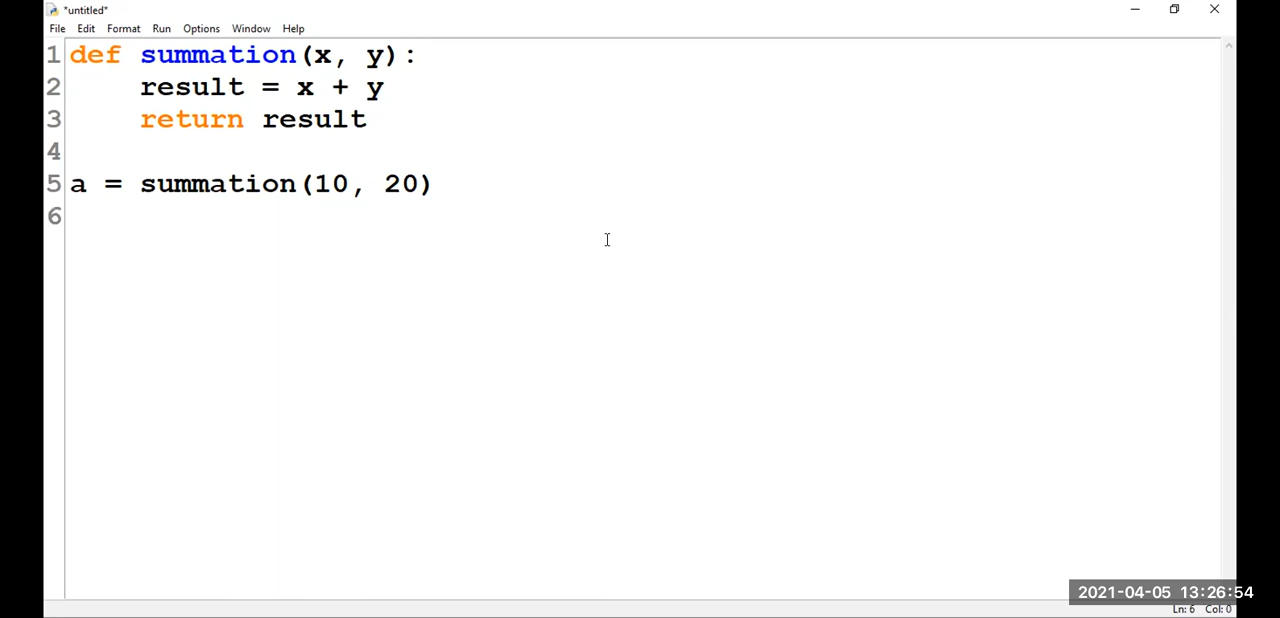 *untitled*
File Edit Format Run Options Window Help
1 def summation(x, y):
2     result = x + y
3     return result
4
5 a = summation(10, 20)
6
2021-04-05 13:26:54
Ln: 6 Col: 0